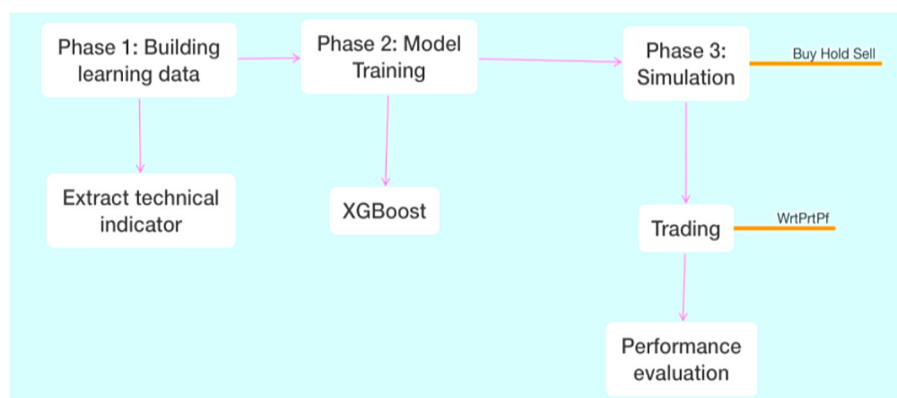 Phase 1: Building
learning data
Phase 2: Model
Training
Phase 3:
Simulation
Buy Hold Sell
Extract technical
indicator
XGBoost
Trading
WrtPrtPf
Performance
evaluation